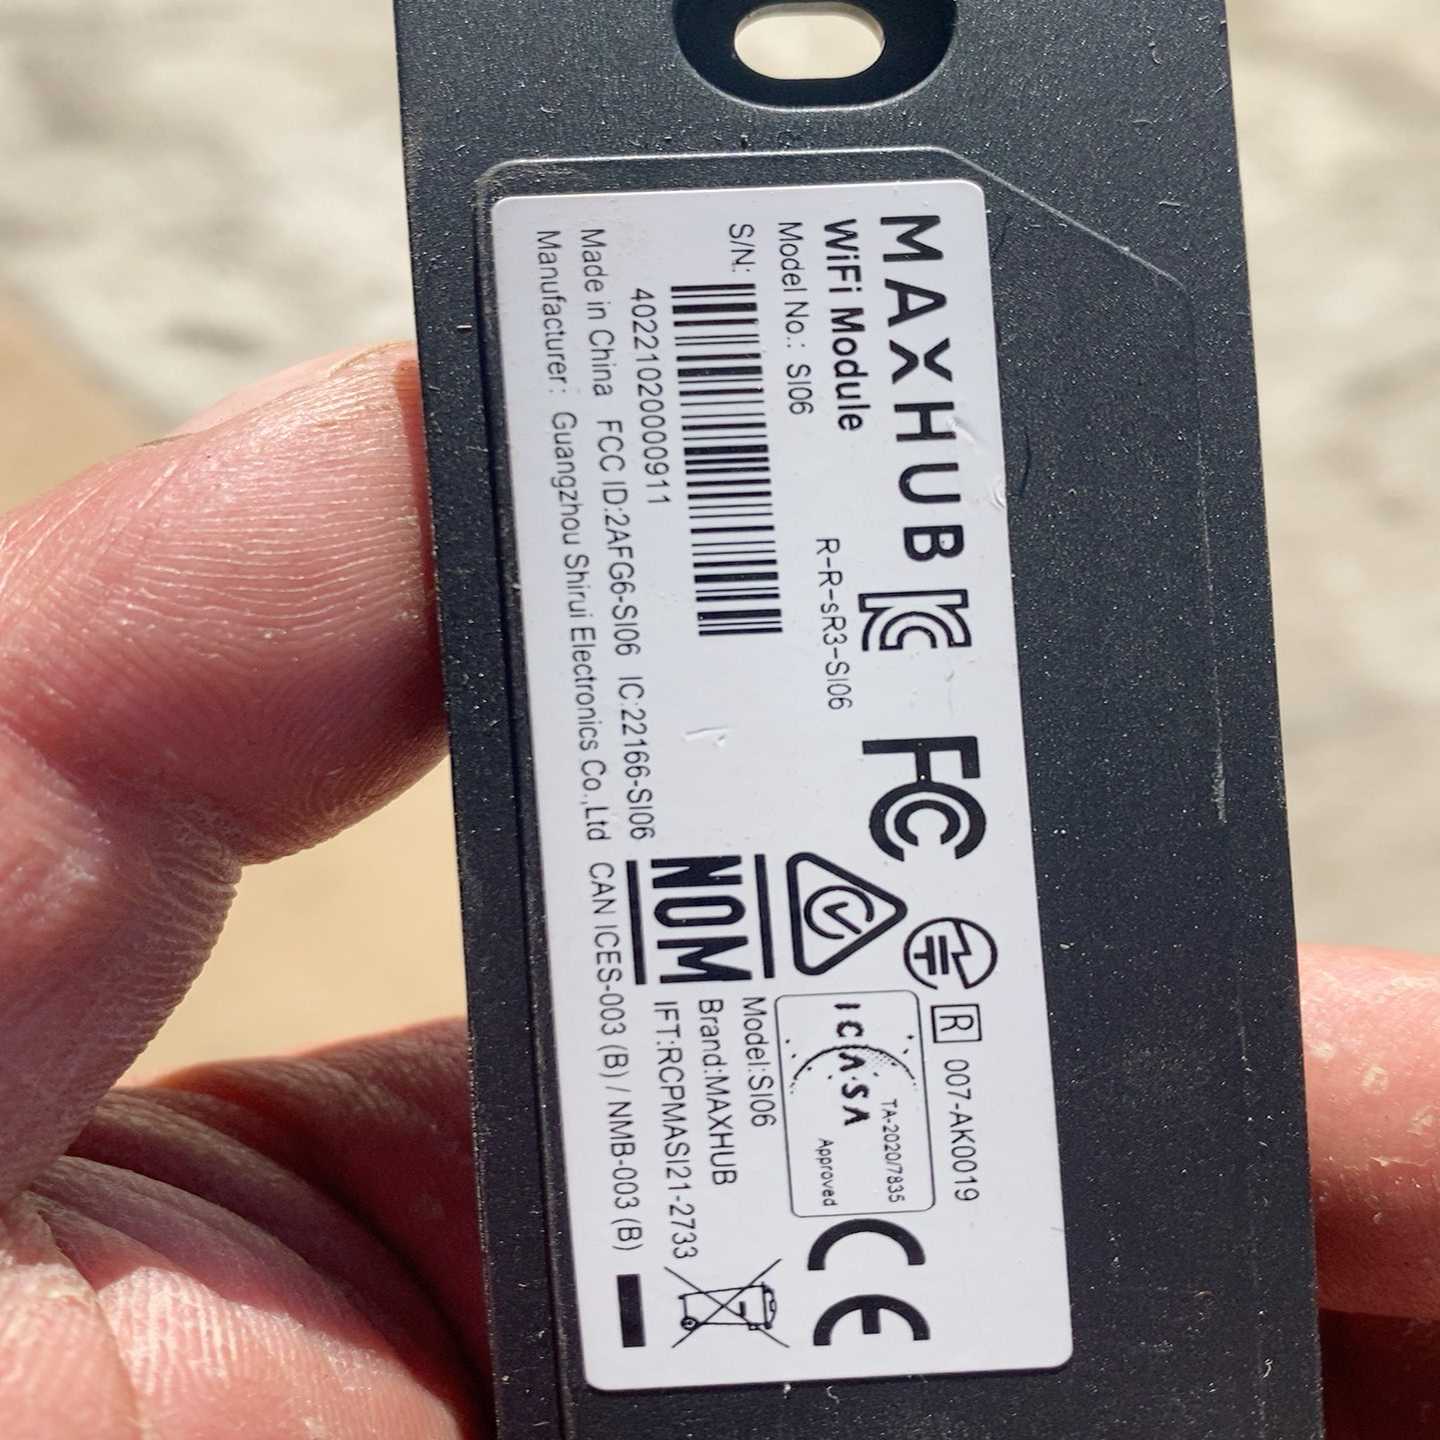 MAXHUB
WiFi Module
Model No.: SI06
R-R-sR3-SI06
S/N:
4022102000911
Made in China FCC ID:2AFG6-SI06 IC:22166-SI06
Manufacturer: Guangzhou Shirui Electronics Co.,Ltd CAN ICES-003 (B) / NMB-003 (B)
FC
R 007-AK0019
ICASA
TA-2020/7835
Approved
NOM
Model:SI06
Brand:MAXHUB
IFT:RCPMASI21-2733
CE